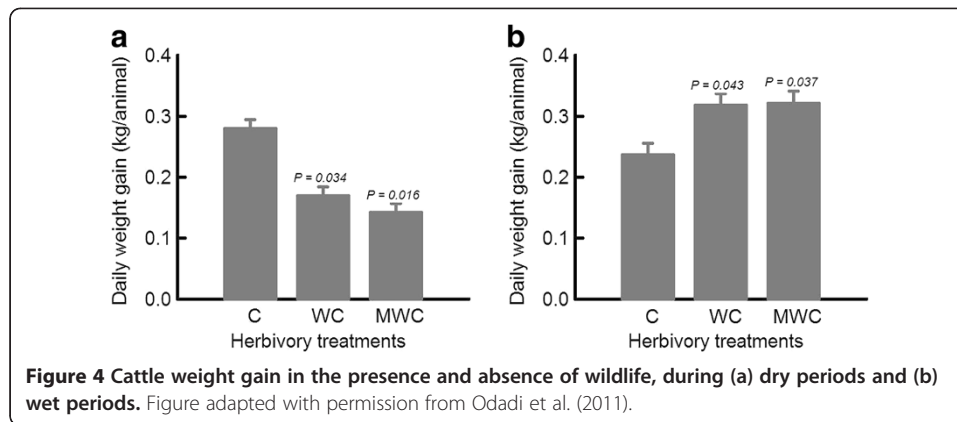 a
b
0.4
0.3
0.2
0.1
0.0
Daily weight gain (kg/animal)
P = 0.034
P = 0.016
C WC MWC
Herbivory treatments
0.4
0.3
0.2
0.1
0.0
Daily weight gain (kg/animal)
P = 0.043
P = 0.037
C WC MWC
Herbivory treatments
Figure 4 Cattle weight gain in the presence and absence of wildlife, during (a) dry periods and (b)
wet periods. Figure adapted with permission from Odadi et al. (2011).